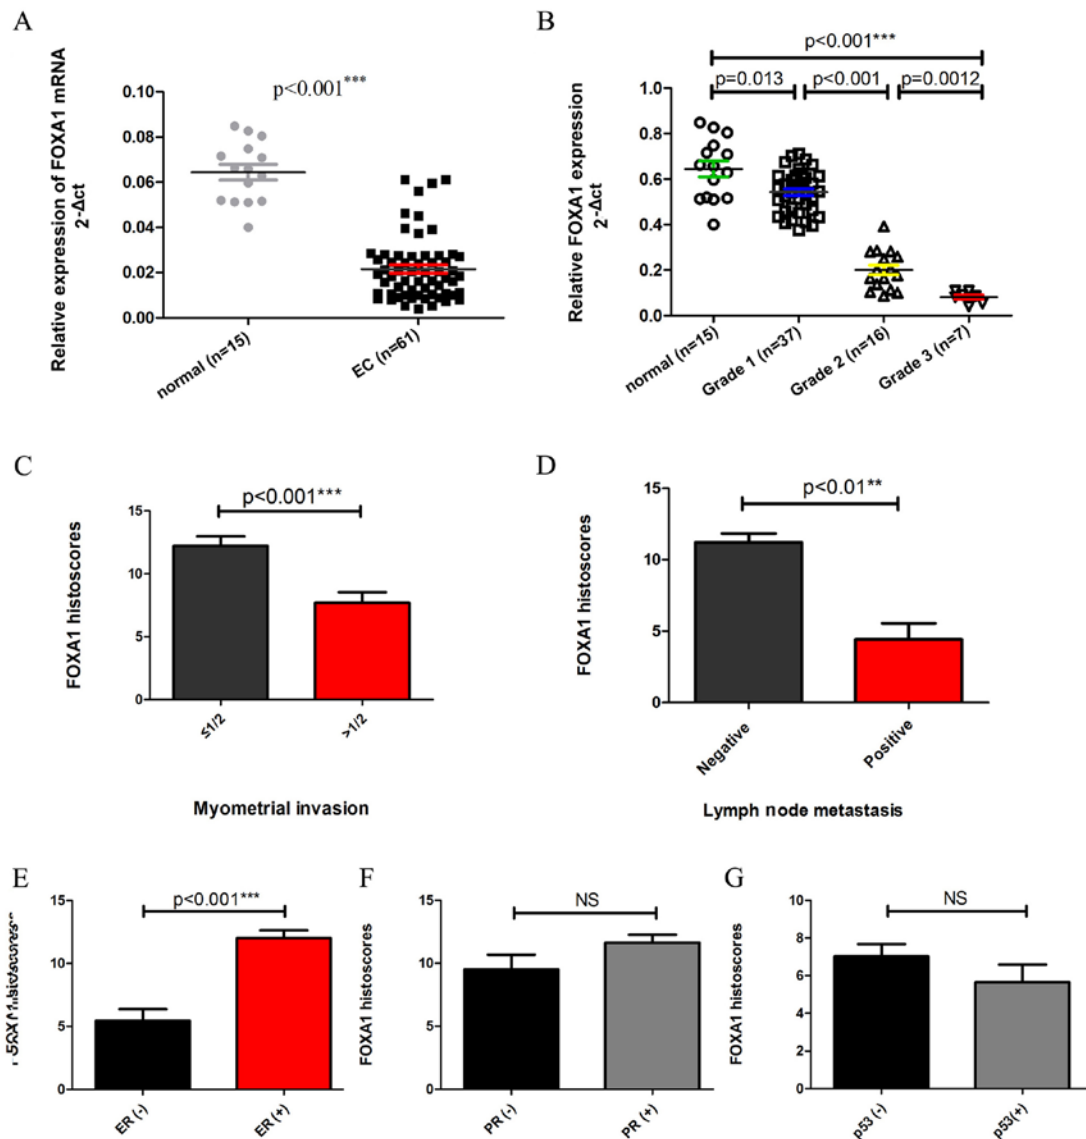 A
p<0.001***
Relative expression of FOXA1 mRNA
2-Δct
0.10
0.08
0.06
0.04
0.02
0.00
normal (n=15)
EC (n=61)
B
p<0.001***
p=0.013
p<0.001
p=0.0012
Relative FOXA1 expression
2-Δct
1.0
0.8
0.6
0.4
0.2
0.0
normal (n=15)
Grade 1 (n=37)
Grade 2 (n=16)
Grade 3 (n=7)
C
p<0.001***
FOXA1 histoscores
15
10
5
0
≤1/2
>1/2
Myometrial invasion
D
p<0.01**
FOXA1 histoscores
15
10
5
0
Negative
Positive
Lymph node metastasis
E
p<0.001***
15
10
5
0
ER (-)
ER (+)
F
NS
FOXA1 histoscores
15
10
5
0
PR (-)
PR (+)
G
NS
FOXA1 histoscores
10
8
6
4
2
0
p53 (-)
p53(+)